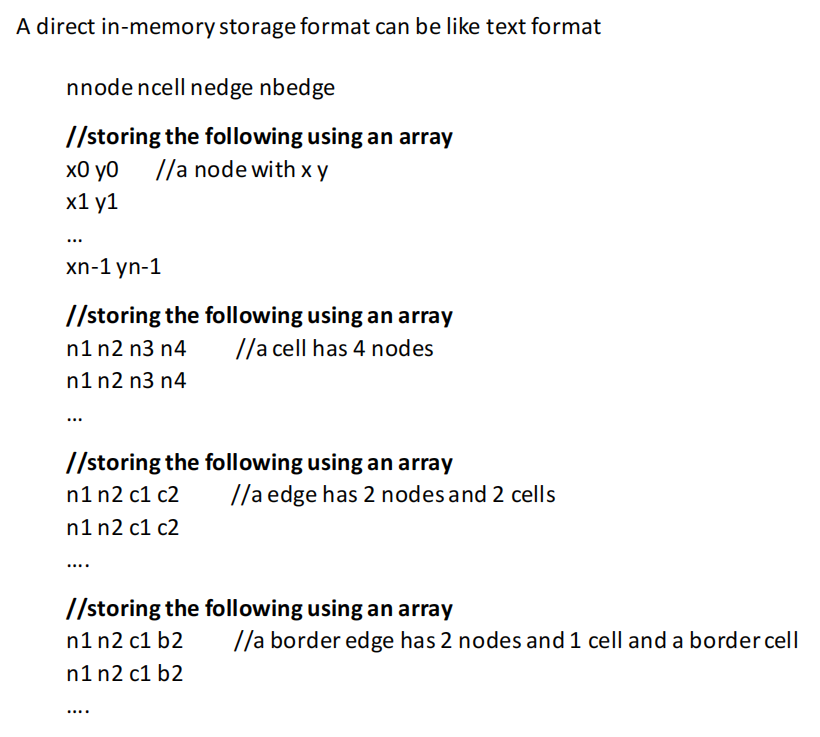 A direct in-memory storage format can be like text format
nnode ncell nedge nbedge
//storing the following using an array
x0 y0 //a node with x y
x1 y1
...
xn-1 yn-1
//storing the following using an array
n1 n2 n3 n4 //a cell has 4 nodes
n1 n2 n3 n4
...
//storing the following using an array
n1 n2 c1 c2 //a edge has 2 nodes and 2 cells
n1 n2 c1 c2
....
//storing the following using an array
n1 n2 c1 b2 //a border edge has 2 nodes and 1 cell and a border cell
n1 n2 c1 b2
....